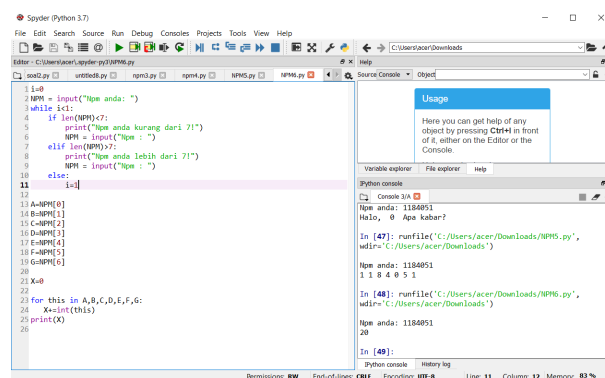 Spyder (Python 3.7)
File Edit Search Source Run Debug Consoles Projects Tools View Help
C:\Users\acer\Downloads
Editor - C:\Users\acer\.spyder-py3\NPM6.py
Help
soal2.py untitled8.py npm3.py npm4.py NPM5.py NPM6.py
Source Console Object
1 i=0
2 NPM = input("Npm anda: ")
3 while i<1:
4 if len(NPM)<7:
5 print("Npm anda kurang dari 7!")
6 NPM = input("Npm : ")
7 elif len(NPM)>7:
8 print("Npm anda lebih dari 7!")
9 NPM = input("Npm : ")
10 else:
11 i=1
12
13 A=NPM[0]
14 B=NPM[1]
15 C=NPM[2]
16 D=NPM[3]
17 E=NPM[4]
18 F=NPM[5]
19 G=NPM[6]
20
21 X=0
22
23 for this in A,B,C,D,E,F,G:
24 X+=int(this)
25 print(X)
26
Usage
Here you can get help of any
object by pressing Ctrl+I in front
of it, either on the Editor or the
Console.
Variable explorer File explorer Help
IPython console
Console 3/A
Npm anda: 1184051
Halo, 0 Apa kabar?
In [47]: runfile('C:/Users/acer/Downloads/NPM5.py',
wdir='C:/Users/acer/Downloads')
Npm anda: 1184051
1 1 8 4 0 5 1
In [48]: runfile('C:/Users/acer/Downloads/NPM6.py',
wdir='C:/Users/acer/Downloads')
Npm anda: 1184051
20
In [49]:
IPython console History log
Permissions: RW End-of-lines: CRLF Encoding: UTF-8 Line: 11 Column: 12 Memory: 83 %